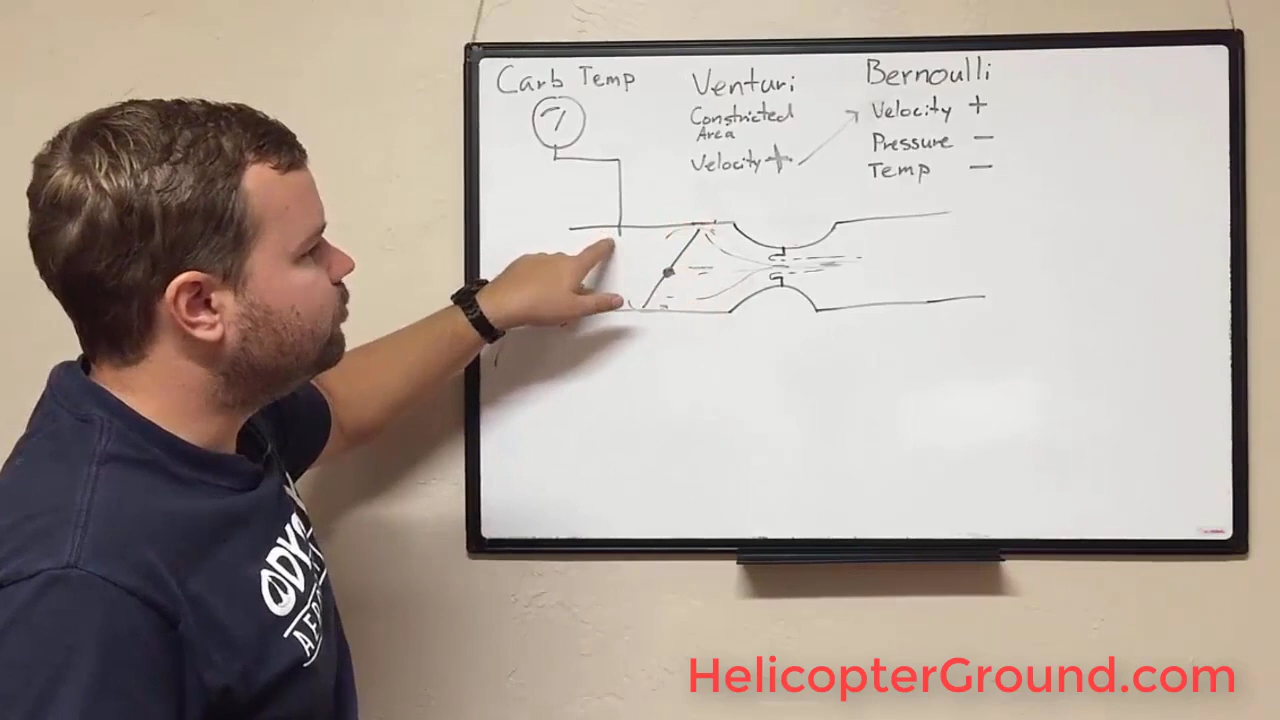 Carb Temp
Venturi
Constricted
Area
Velocity +
Bernoulli
Velocity +
Pressure -
Temp -
HelicopterGround.com